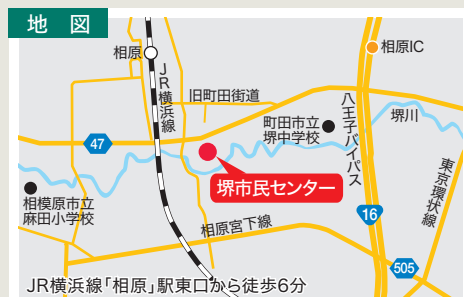 地 図
相原
相原IC
JR横浜線
旧町田街道
町田市立
堺中学校
八王子バイパス
堺川
47
堺市民センター
東京環状線
相模原市立
麻田小学校
16
相原宮下線
505
JR横浜線「相原」駅東口から徒歩6分